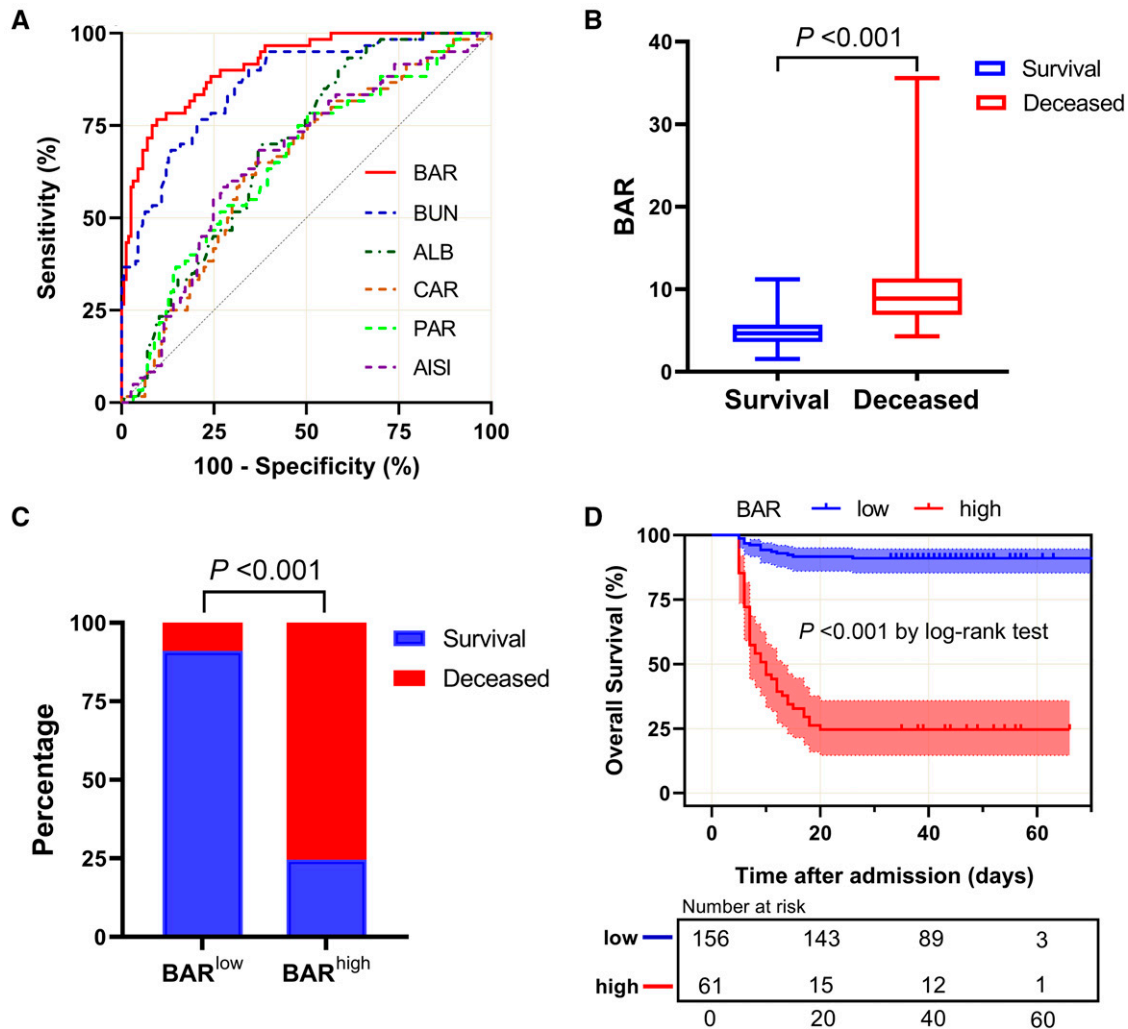 A
100
75
50
25
0
Sensitivity (%)
BAR
BUN
ALB
CAR
PAR
AISI
0 25 50 75 100
100 - Specificity (%)
B
P <0.001
40
30
20
10
0
BAR
Survival
Deceased
Survival Deceased
C
P <0.001
100
75
50
25
0
Percentage
Survival
Deceased
BARlow BARhigh
D
BAR low high
100
75
50
25
0
Overall Survival (%)
P <0.001 by log-rank test
0 20 40 60
Time after admission (days)
Number at risk
low 156 143 89 3
high 61 15 12 1
0 20 40 60